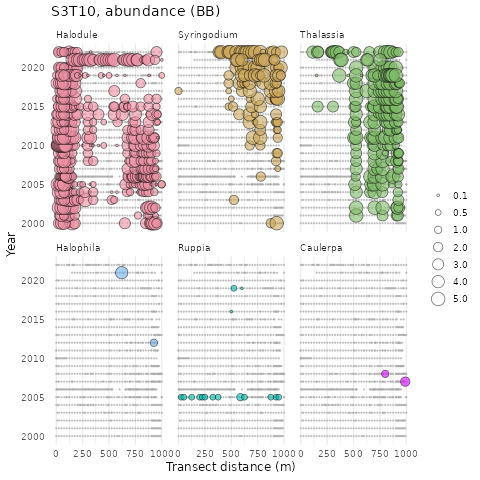 S3T10, abundance (BB)
Halodule
Syringodium
Thalassia
2020
2015
2010
2005
2000
Halophila
Ruppia
Caulerpa
2020
2015
2010
2005
2000
0 250 500 750 1000
250 500 750 1000
0 250 500 750 1000
Transect distance (m)
Year
0.1
0.5
1.0
2.0
3.0
4.0
5.0